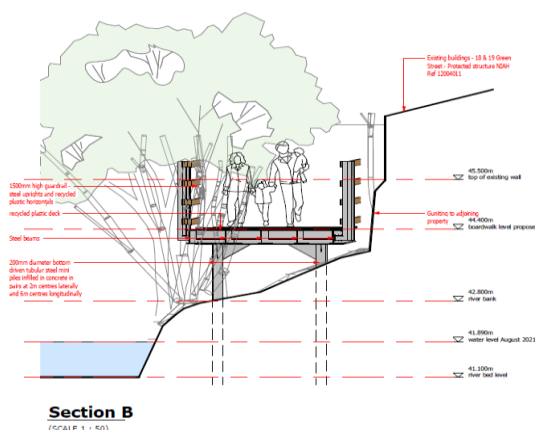 Existing buildings - 18 & 19 Green
Street - Protected structure NIAH
Ref 12004011
45.500m
top of existing wall
1500mm high guardrail -
steel uprights and recycled
plastic horizontals
recycled plastic deck
Guniting to adjoining
property
44.400m
boardwalk level propose
Steel beams
200mm diameter bottom
driven tubular steel mini
piles infilled in concrete in
pairs at 2m centres laterally
and 6m centres longitudinally
42.800m
river bank
41.890m
water level August 2021
41.100m
river bed level
Section B
(SCALE 1 : 50)